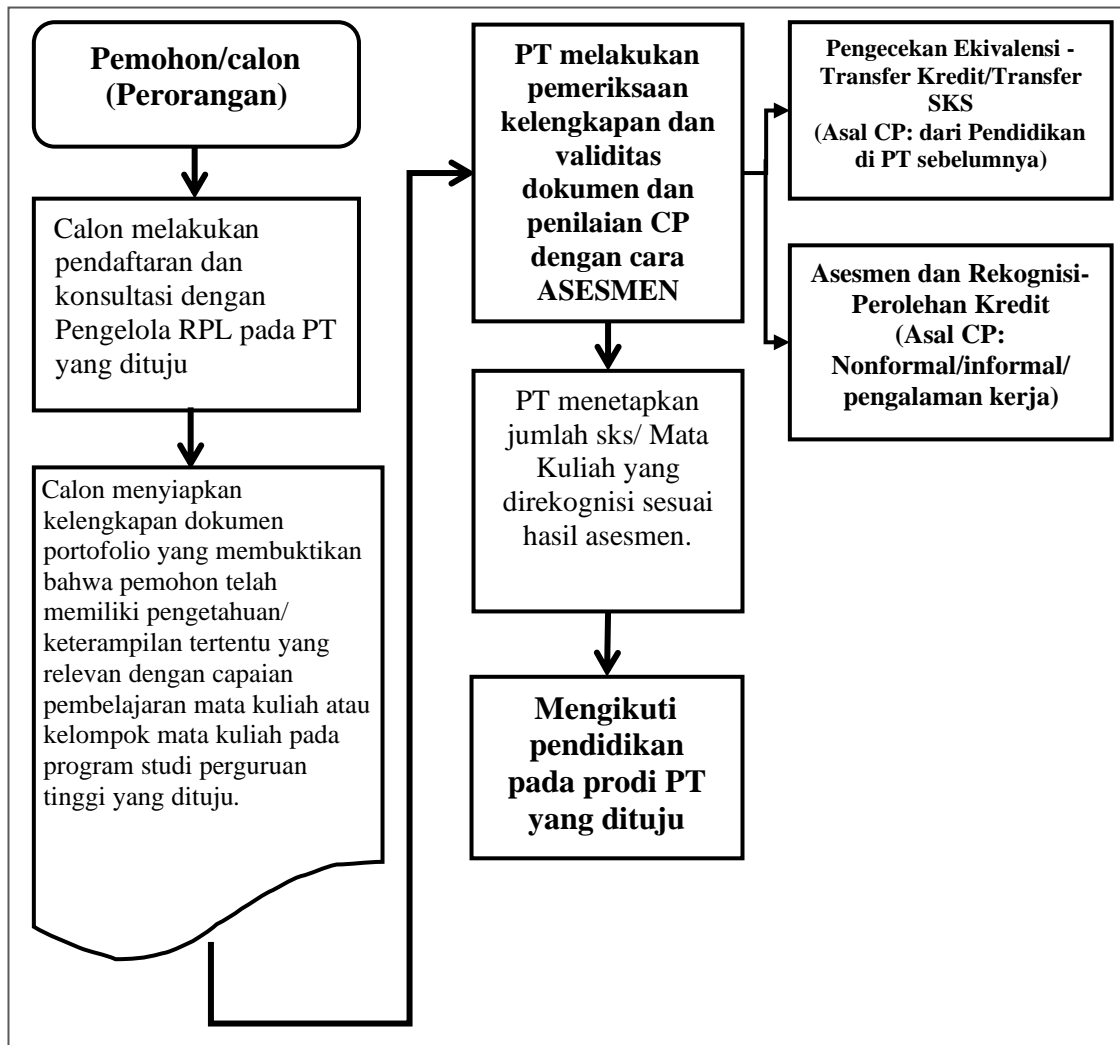 Pemohon/calon
(Perorangan)
Calon melakukan
pendaftaran dan
konsultasi dengan
Pengelola RPL pada PT
yang dituju
Calon menyiapkan
kelengkapan dokumen
portofolio yang membuktikan
bahwa pemohon telah
memiliki pengetahuan/
keterampilan tertentu yang
relevan dengan capaian
pembelajaran mata kuliah atau
kelompok mata kuliah pada
program studi perguruan
tinggi yang dituju.
PT melakukan
pemeriksaan
kelengkapan dan
validitas
dokumen dan
penilaian CP
dengan cara
ASESMEN
Pengecekan Ekivalensi -
Transfer Kredit/Transfer
SKS
(Asal CP: dari Pendidikan
di PT sebelumnya)
Asesmen dan Rekognisi-
Perolehan Kredit
(Asal CP:
Nonformal/informal/
pengalaman kerja)
PT menetapkan
jumlah sks/ Mata
Kuliah yang
direkognisi sesuai
hasil asesmen.
Mengikuti
pendidikan
pada prodi PT
yang dituju